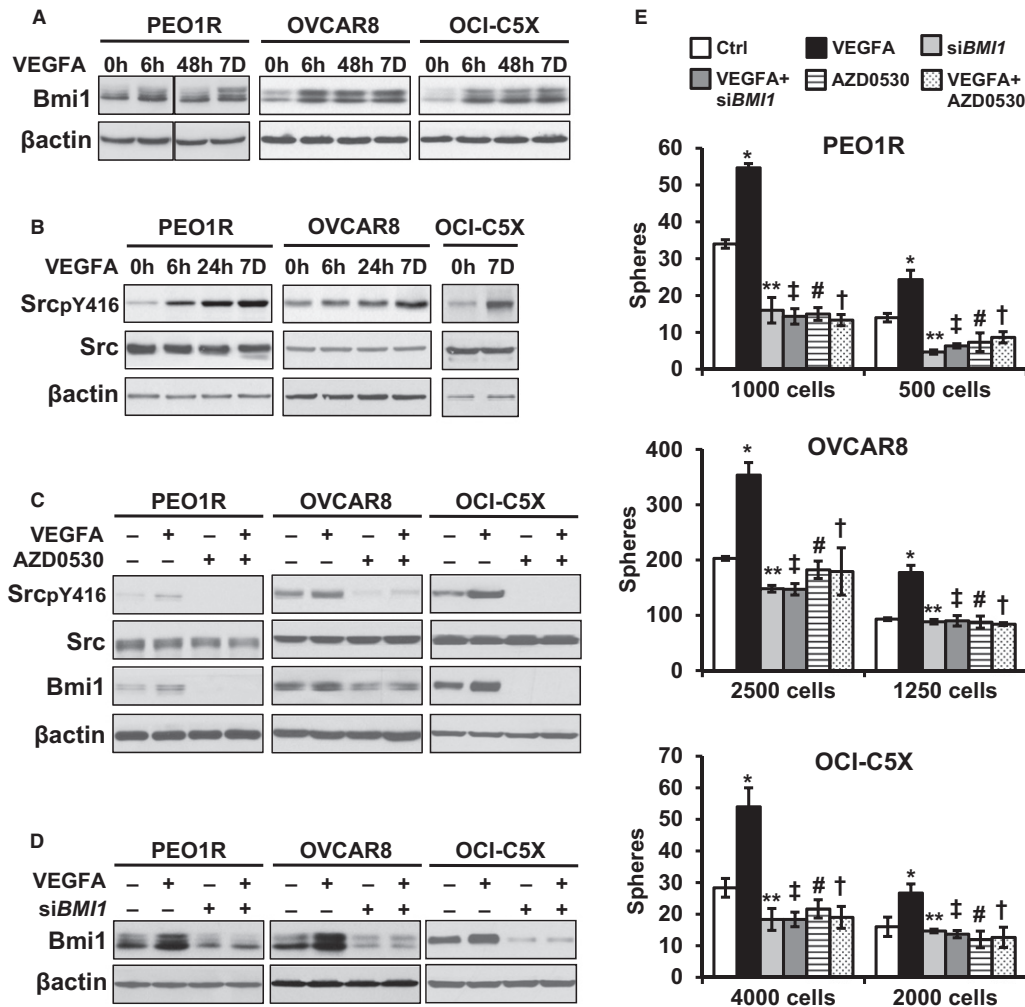 A
PEO1R OVCAR8 OCI-C5X
VEGFA 0h 6h 48h 7D 0h 6h 48h 7D 0h 6h 48h 7D
Bmi1
βactin
B
PEO1R OVCAR8 OCI-C5X
VEGFA 0h 6h 24h 7D 0h 6h 24h 7D 0h 7D
SrcpY416
Src
βactin
C
PEO1R OVCAR8 OCI-C5X
VEGFA – + – + – + – + – + – +
AZD0530 – – + + – – + + – – + +
SrcpY416
Src
Bmi1
βactin
D
PEO1R OVCAR8 OCI-C5X
VEGFA – + – + – + – + – + – +
siBMI1 – – + + – – + + – – + +
Bmi1
βactin
E
Ctrl VEGFA siBMI1
VEGFA+ AZD0530 VEGFA+
siBMI1 AZD0530
PEO1R
Spheres
60
50
40
30
20
10
0
* ** ‡ # † * ** ‡ # †
1000 cells 500 cells
OVCAR8
Spheres
400
300
200
100
0
* ** ‡ # † * ** ‡ # †
2500 cells 1250 cells
OCI-C5X
Spheres
70
60
50
40
30
20
10
0
* ** ‡ # † * ** ‡ # †
4000 cells 2000 cells